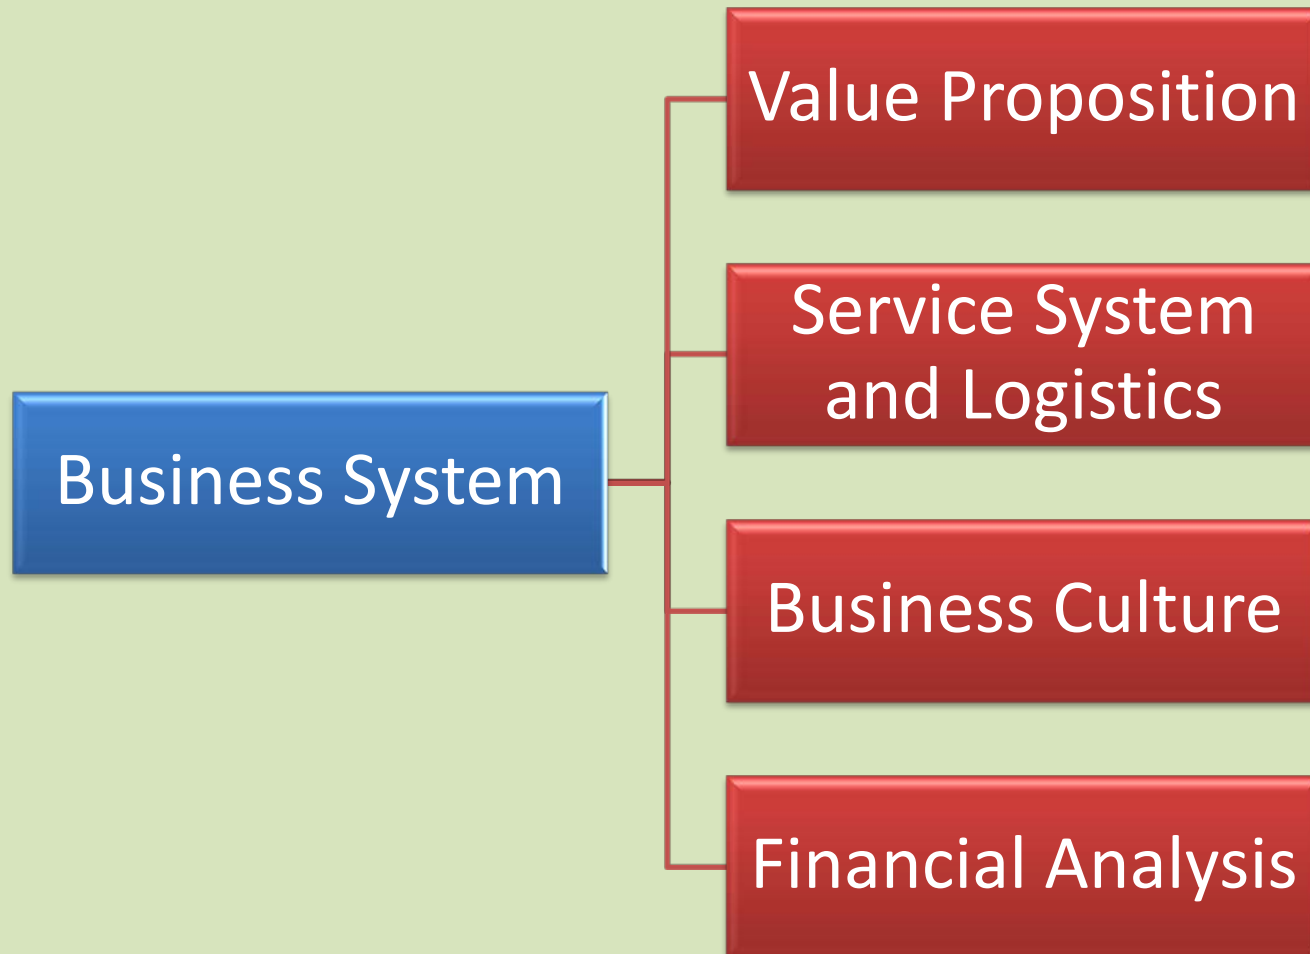 Value Proposition
Service System
and Logistics
Business System
Business Culture
Financial Analysis